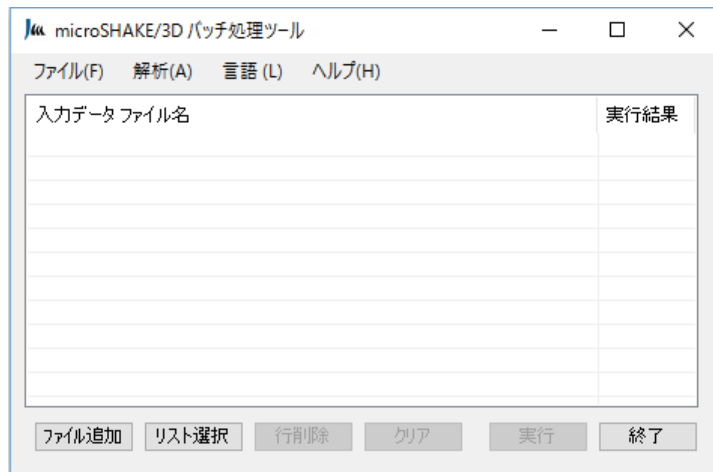 microSHAKE/3D バッチ処理ツール
ファイル(F) 解析(A) 言語 (L) ヘルプ(H)
入力データ ファイル名 実行結果
ファイル追加 リスト選択 行削除 クリア 実行 終了